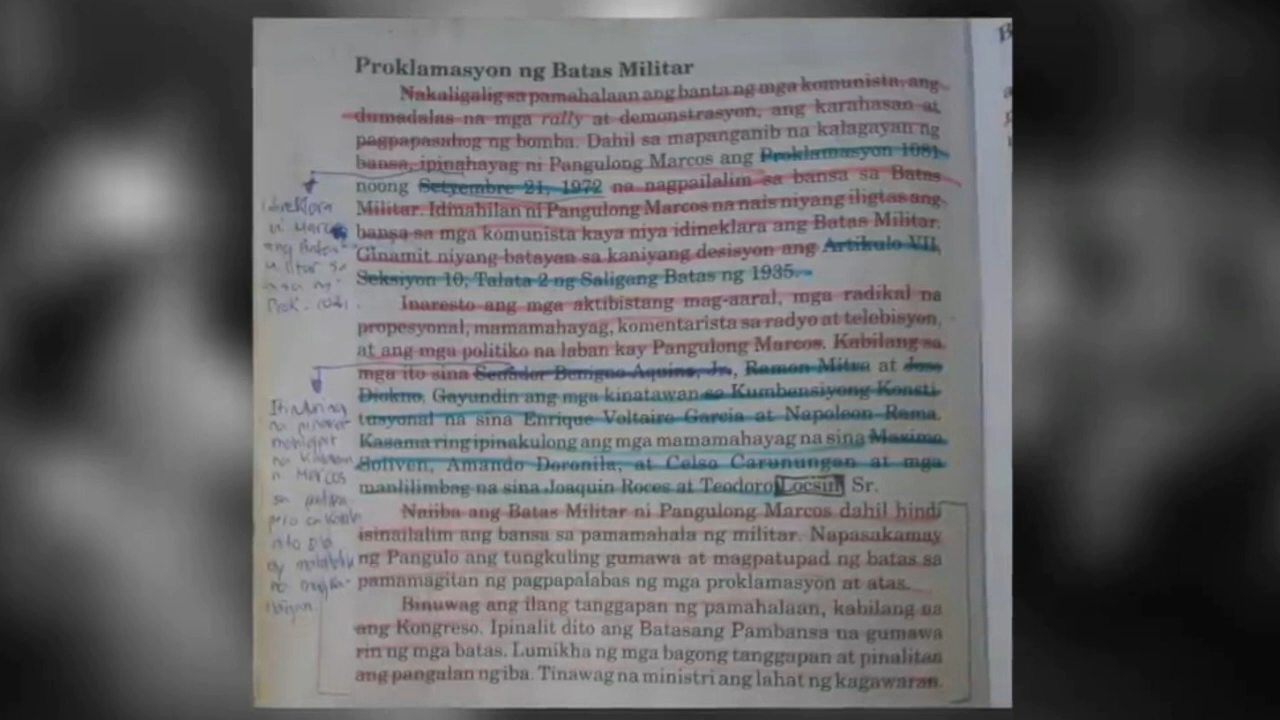 Proklamasyon ng Batas Militar
Nakaligalig sa pamahalaan ang banta ng mga komunista, ang
dumadalas na mga rally at demonstrasyon, ang karahasan at
pagpapasabog ng bomba. Dahil sa mapanganib na kalagayan ng
bansa, ipinahayag ni Pangulong Marcos ang Proklamasyon 1081
noong Setyembre 21, 1972 na nagpailalim sa bansa sa Batas
Militar. Idinahilan ni Pangulong Marcos na nais niyang iligtas ang
bansa sa mga komunista kaya niya idineklara ang Batas Militar.
Ginamit niyang batayan sa kaniyang desisyon ang Artikulo VII,
Seksiyon 10, Talata 2 ng Saligang Batas ng 1935.
Inaresto ang mga aktibistang mag-aaral, mga radikal na
propesyonal, mamamahayag, komentarista sa radyo at telebisyon,
at ang mga politiko na laban kay Pangulong Marcos. Kabilang sa
mga ito sina Senador Benigno Aquino, Jr., Ramon Mitra at Jose
Diokno. Gayundin ang mga kinatawan sa Kumbensiyong Konsti-
tusyonal na sina Enrique Voltaire Garcia at Napoleon Rama.
Kasama ring ipinakulong ang mga mamamahayag na sina Maximo
Soliven, Amando Doronila, at Celso Carunungan at mga
manlilimbag na sina Joaquin Roces at Teodoro Locsin Sr.
Naiiba ang Batas Militar ni Pangulong Marcos dahil hindi
isinailalim ang bansa sa pamamahala ng militar. Napasakamay
ng Pangulo ang tungkuling gumawa at magpatupad ng batas sa
pamamagitan ng pagpapalabas ng mga proklamasyon at atas.
Binuwag ang ilang tanggapan ng pamahalaan, kabilang na
ang Kongreso. Ipinalit dito ang Batasang Pambansa na gumawa
rin ng mga batas. Lumikha ng mga bagong tanggapan at pinalitan
ang pangalan ng iba. Tinawag na ministri ang lahat ng kagawaran.
ni Marcos
ang Batas
Militar sa